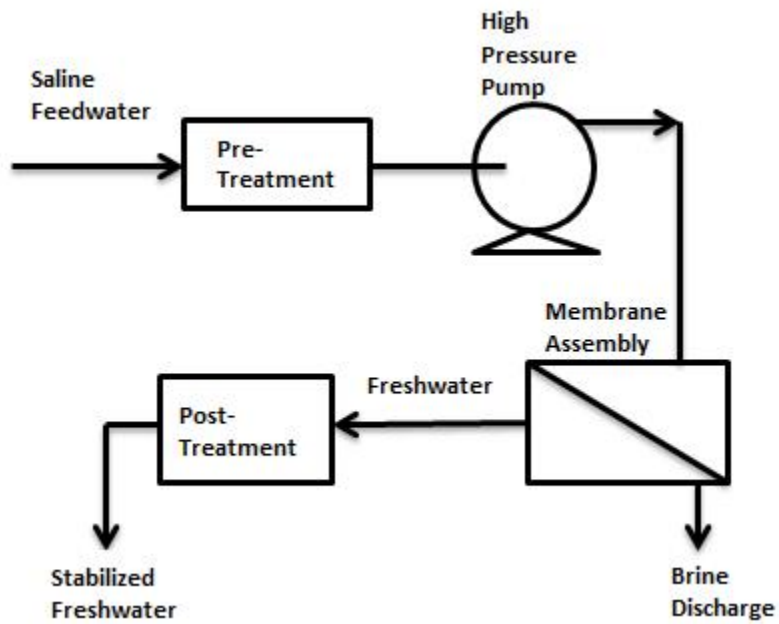 Saline
Feedwater
Pre-
Treatment
High
Pressure
Pump
Membrane
Assembly
Freshwater
Post-
Treatment
Stabilized
Freshwater
Brine
Discharge